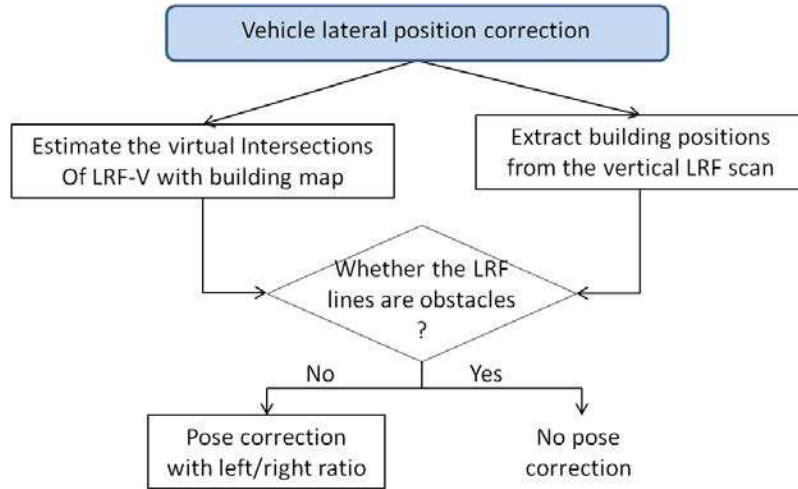 Vehicle lateral position correction
Estimate the virtual Intersections
Of LRF-V with building map
Extract building positions
from the vertical LRF scan
Whether the LRF
lines are obstacles
?
No
Yes
Pose correction
with left/right ratio
No pose
correction